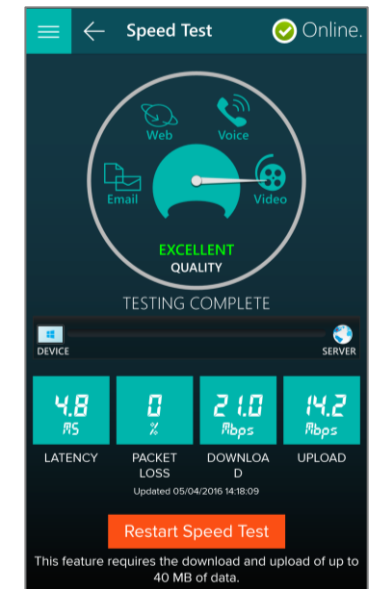 Speed Test
Online.
Web
Voice
Email
Video
EXCELLENT
QUALITY
TESTING COMPLETE
DEVICE
SERVER
4.8 0 21.0 14.2
ms % Mbps Mbps
LATENCY PACKET DOWNLOA UPLOAD
LOSS D
Updated 05/04/2016 14:18:09
Restart Speed Test
This feature requires the download and upload of up to
40 MB of data.